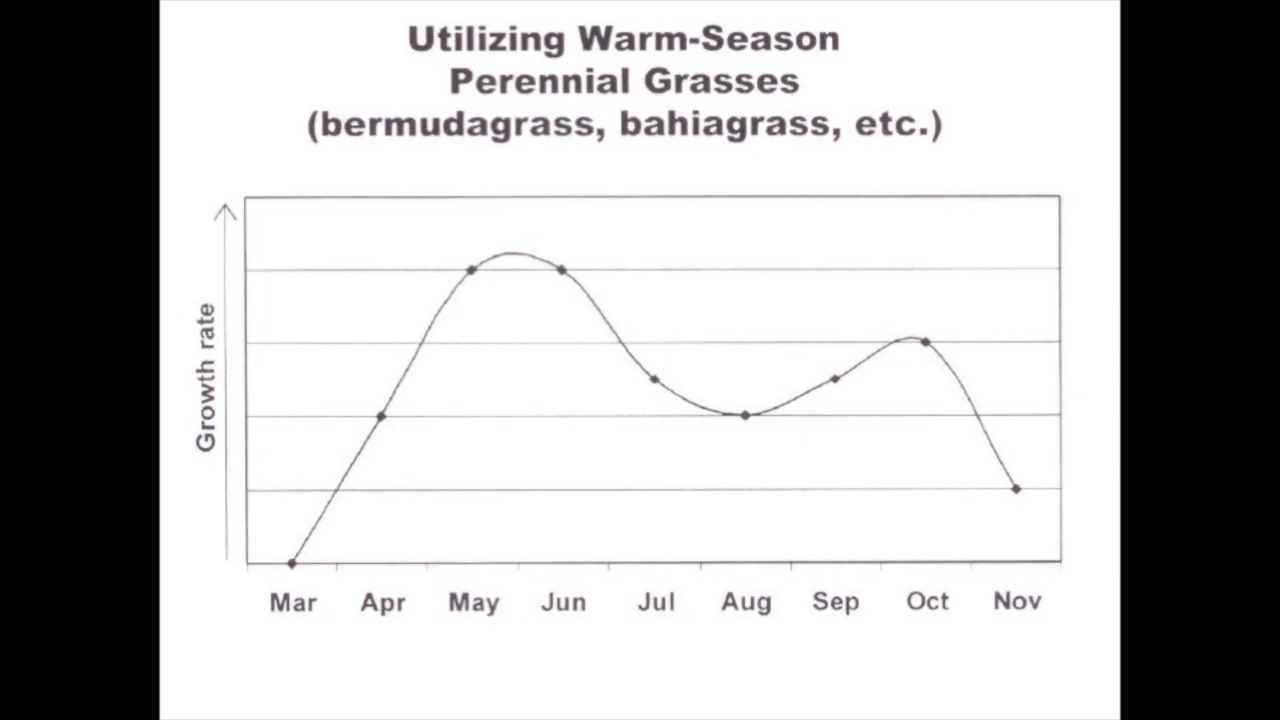 Utilizing Warm-Season
Perennial Grasses
(bermudagrass, bahiagrass, etc.)
Growth rate
Mar Apr May Jun Jul Aug Sep Oct Nov